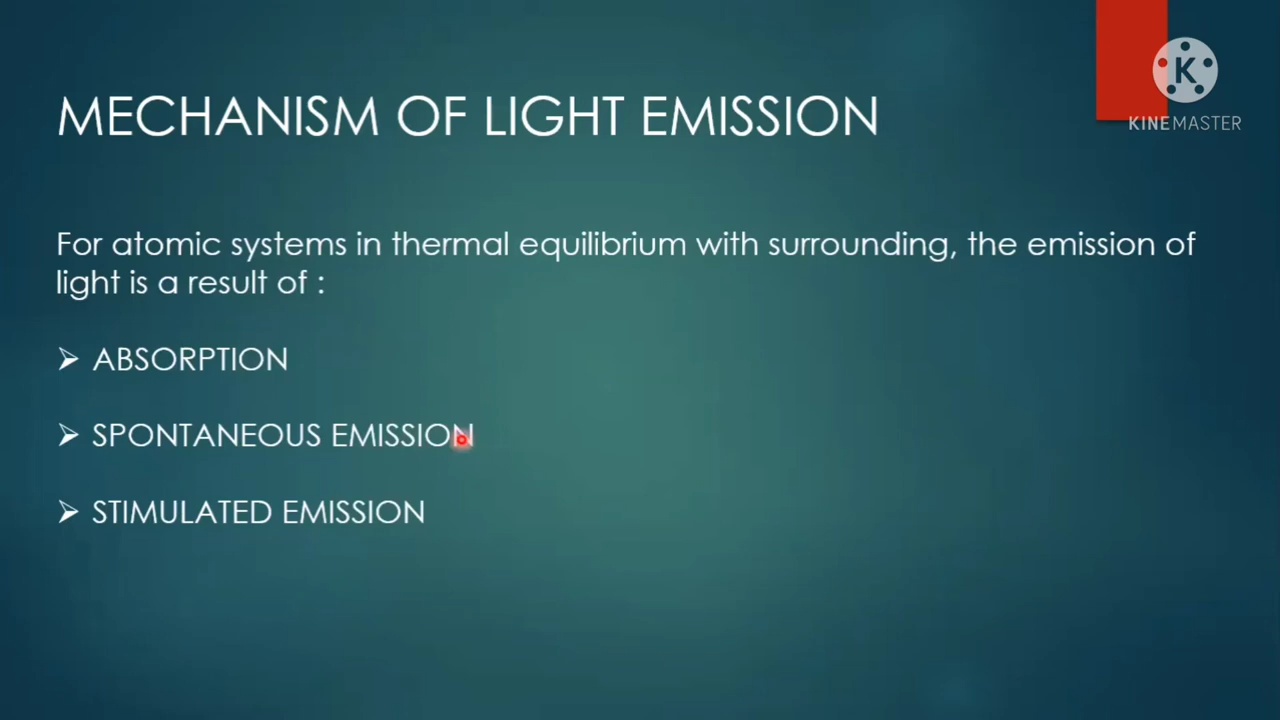 K
KINEMASTER
MECHANISM OF LIGHT EMISSION
For atomic systems in thermal equilibrium with surrounding, the emission of
light is a result of :
ABSORPTION
SPONTANEOUS EMISSION
STIMULATED EMISSION